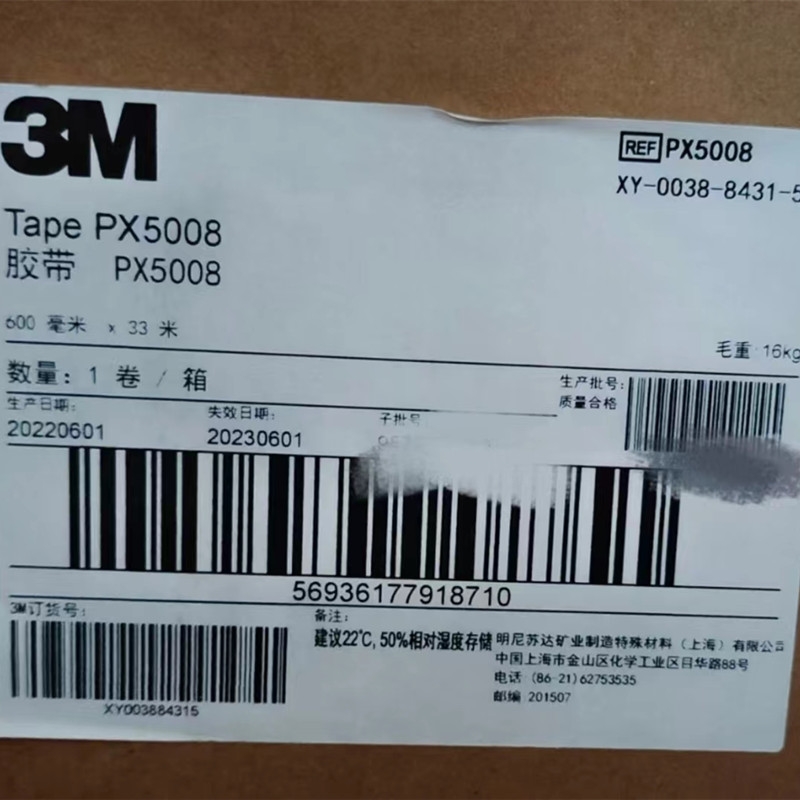 3M
REF PX5008
XY-0038-8431-5
Tape PX5008
胶带 PX5008
600 毫米 x 33 米
毛重 16kg
数量: 1 卷 / 箱
生产批号:
质量合格
生产日期:
20220601
失效日期:
20230601
子批号
56936177918710
3M订货号:
XY003884315
备注:
建议22℃, 50%相对湿度存储
明尼苏达矿业制造特殊材料（上海）有限公司
中国上海市金山区化学工业区目华路88号
电话 (86-21)62753535
邮编 201507